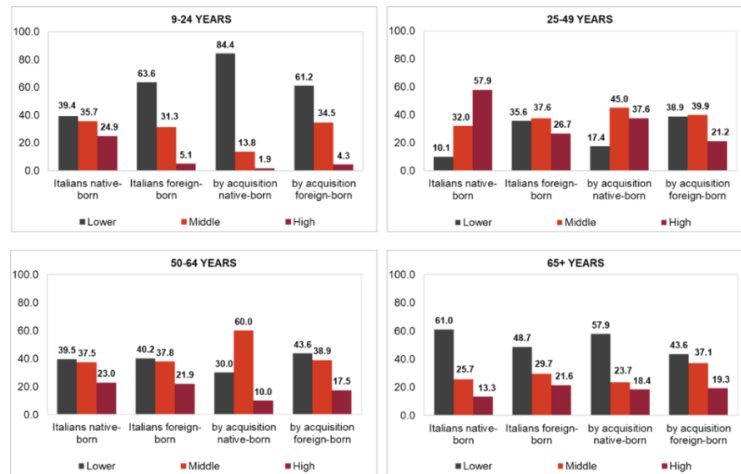 9-24 YEARS
100.0
80.0
60.0
40.0
20.0
0.0
39.4 35.7 24.9 63.6 31.3 5.1 84.4 13.8 1.9 61.2 34.5 4.3
Italians native- Italians foreign- by acquisition by acquisition
born born native-born foreign-born
Lower Middle High
25-49 YEARS
100.0
80.0
60.0
40.0
20.0
0.0
10.1 32.0 57.9 35.6 37.6 26.7 17.4 45.0 37.6 38.9 39.9 21.2
Italians native- Italians foreign- by acquisition by acquisition
born born native-born foreign-born
Lower Middle High
50-64 YEARS
100.0
80.0
60.0
40.0
20.0
0.0
39.5 37.5 23.0 40.2 37.8 21.9 30.0 60.0 10.0 43.6 38.9 17.5
Italians native- Italians foreign- by acquisition by acquisition
born born native-born foreign-born
Lower Middle High
65+ YEARS
100.0
80.0
60.0
40.0
20.0
0.0
61.0 25.7 13.3 48.7 29.7 21.6 57.9 23.7 18.4 43.6 37.1 19.3
Italians native- Italians foreign- by acquisition by acquisition
born born native-born foreign-born
Lower Middle High